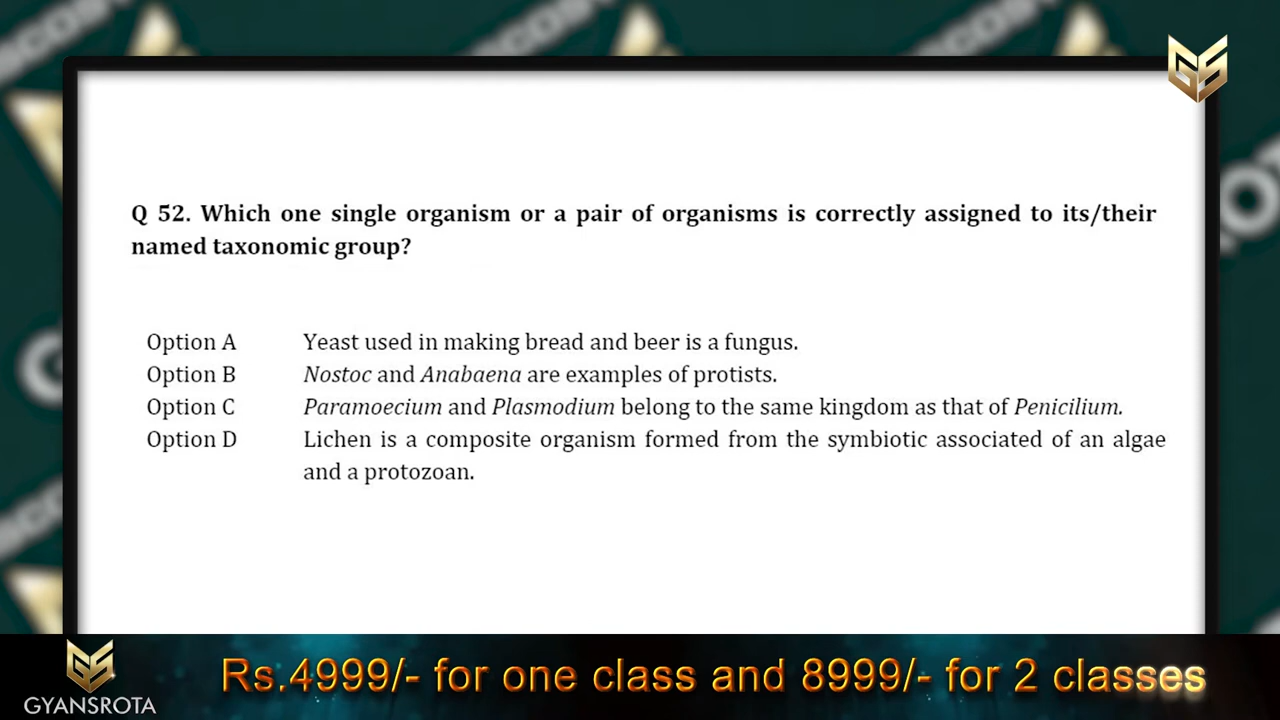 GS
Q 52. Which one single organism or a pair of organisms is correctly assigned to its/their
named taxonomic group?
Option A Yeast used in making bread and beer is a fungus.
Option B Nostoc and Anabaena are examples of protists.
Option C Paramoecium and Plasmodium belong to the same kingdom as that of Penicilium.
Option D Lichen is a composite organism formed from the symbiotic associated of an algae
and a protozoan.
GS
GYANSROTA
Rs.4999/- for one class and 8999/- for 2 classes